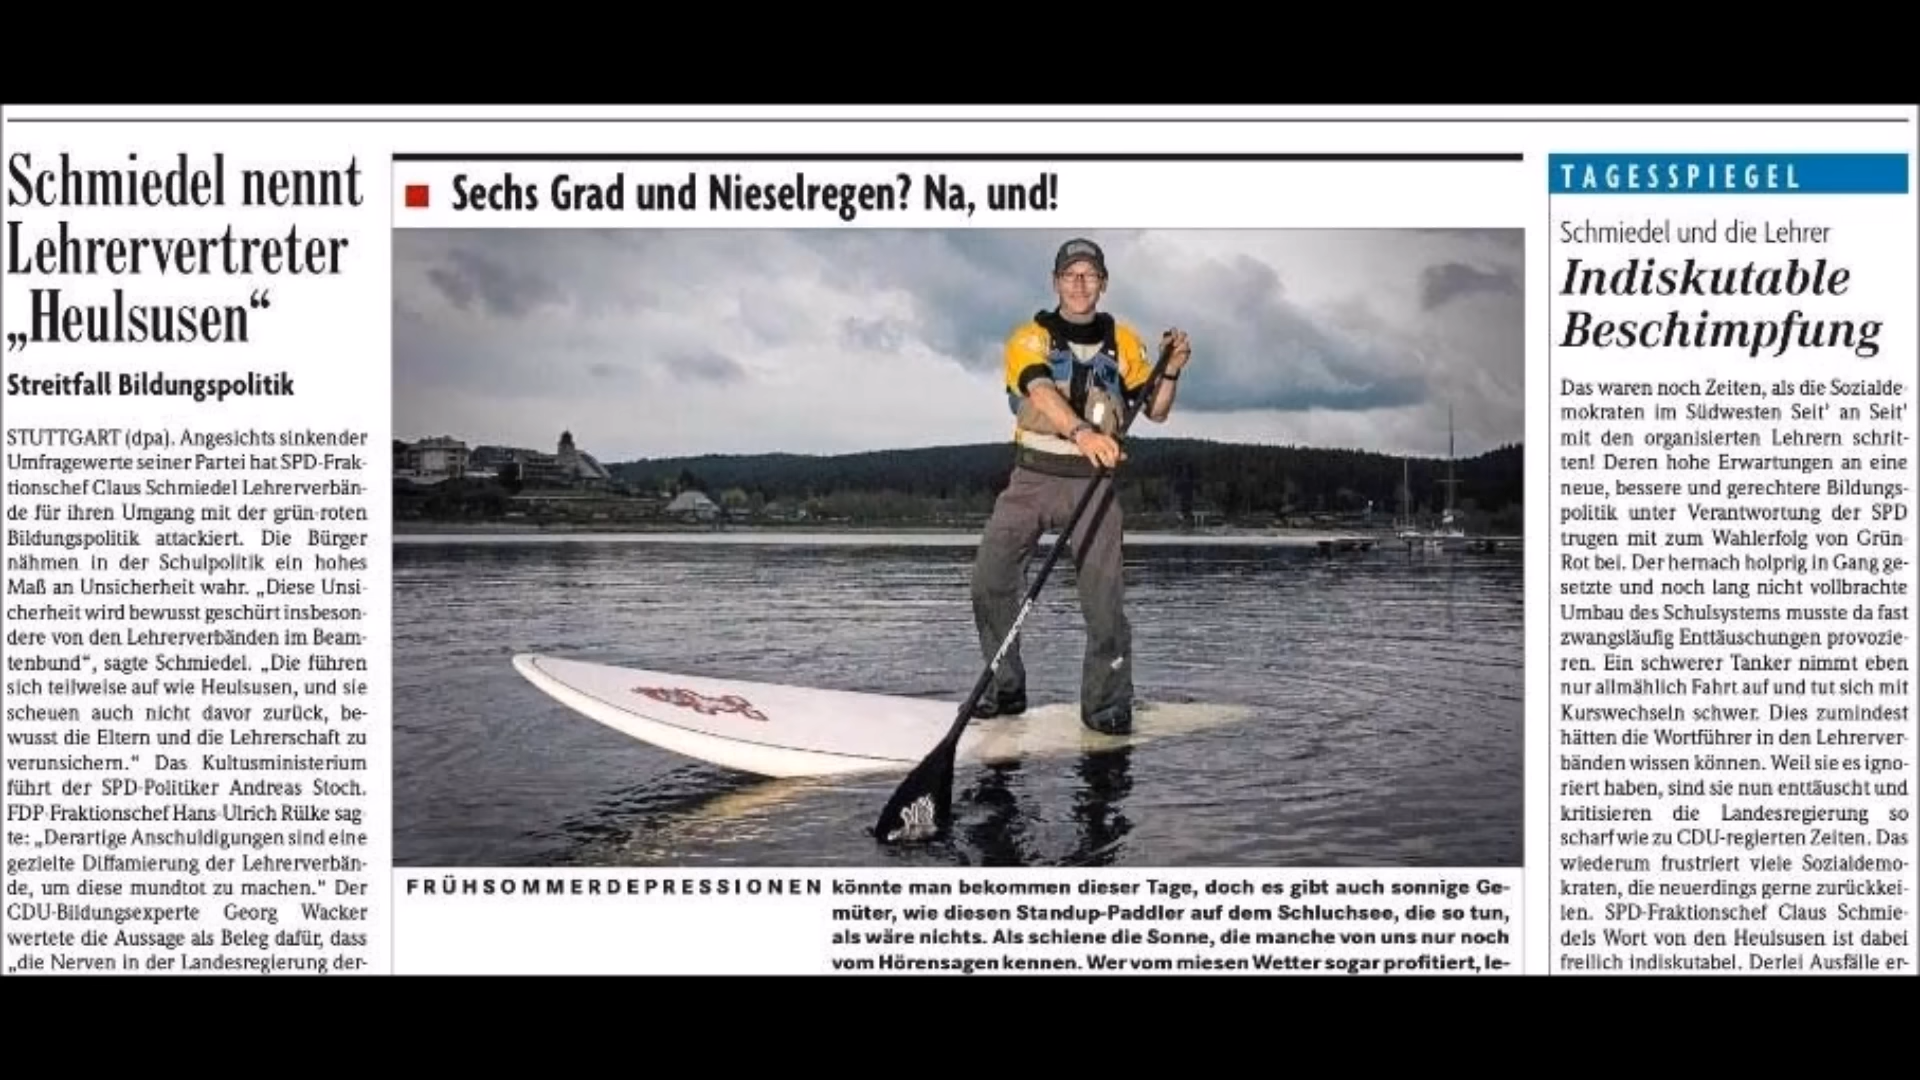 Schmiedel nennt
Lehrervertreter
„Heulsusen“
Streitfall Bildungspolitik
STUTTGART (dpa). Angesichts sinkender
Umfragewerte seiner Partei hat SPD-Frak-
tionschef Claus Schmiedel Lehrerverbän-
de für ihren Umgang mit der grün-roten
Bildungspolitik attackiert. Die Bürger
nähmen in der Schulpolitik ein hohes
Maß an Unsicherheit wahr. „Diese Unsi-
cherheit wird bewusst geschürt insbeson-
dere von den Lehrerverbänden im Beam-
tenbund“, sagte Schmiedel. „Die führen
sich teilweise auf wie Heulsusen, und sie
scheuen auch nicht davor zurück, be-
wusst die Eltern und die Lehrerschaft zu
verunsichern.“ Das Kultusministerium
führt der SPD-Politiker Andreas Stoch.
FDP-Fraktionschef Hans-Ulrich Rülke sag-
te: „Derartige Anschuldigungen sind eine
gezielte Diffamierung der Lehrerverbän-
de, um diese mundtot zu machen.“ Der
CDU-Bildungsexperte Georg Wacker
wertete die Aussage als Beleg dafür, dass
„die Nerven in der Landesregierung der-
Sechs Grad und Nieselregen? Na, und!
FRÜHSOMMERDEPRESSIONEN könnte man bekommen dieser Tage, doch es gibt auch sonnige Ge-
müter, wie diesen Standup-Paddler auf dem Schluchsee, die so tun,
als wäre nichts. Als schiene die Sonne, die manche von uns nur noch
vom Hörensagen kennen. Wer vom miesen Wetter sogar profitiert, le-
TAGESSPIEGEL
Schmiedel und die Lehrer
Indiskutable
Beschimpfung
Das waren noch Zeiten, als die Sozialde-
mokraten im Südwesten Seit' an Seit'
mit den organisierten Lehrern schrit-
ten! Deren hohe Erwartungen an eine
neue, bessere und gerechtere Bildungs-
politik unter Verantwortung der SPD
trugen mit zum Wahlerfolg von Grün-
Rot bei. Der hernach holprig in Gang ge-
setzte und noch lang nicht vollbrachte
Umbau des Schulsystems musste da fast
zwangsläufig Enttäuschungen provozie-
ren. Ein schwerer Tanker nimmt eben
nur allmählich Fahrt auf und tut sich mit
Kurswechseln schwer. Dies zumindest
hätten die Wortführer in den Lehrerver-
bänden wissen können. Weil sie es igno-
riert haben, sind sie nun enttäuscht und
kritisieren die Landesregierung so
scharf wie zu CDU-regierten Zeiten. Das
wiederum frustriert viele Sozialdemo-
kraten, die neuerdings gerne zurückkei-
len. SPD-Fraktionschef Claus Schmie-
dels Wort von den Heulsusen ist dabei
freilich indiskutabel. Derlei Ausfälle er-